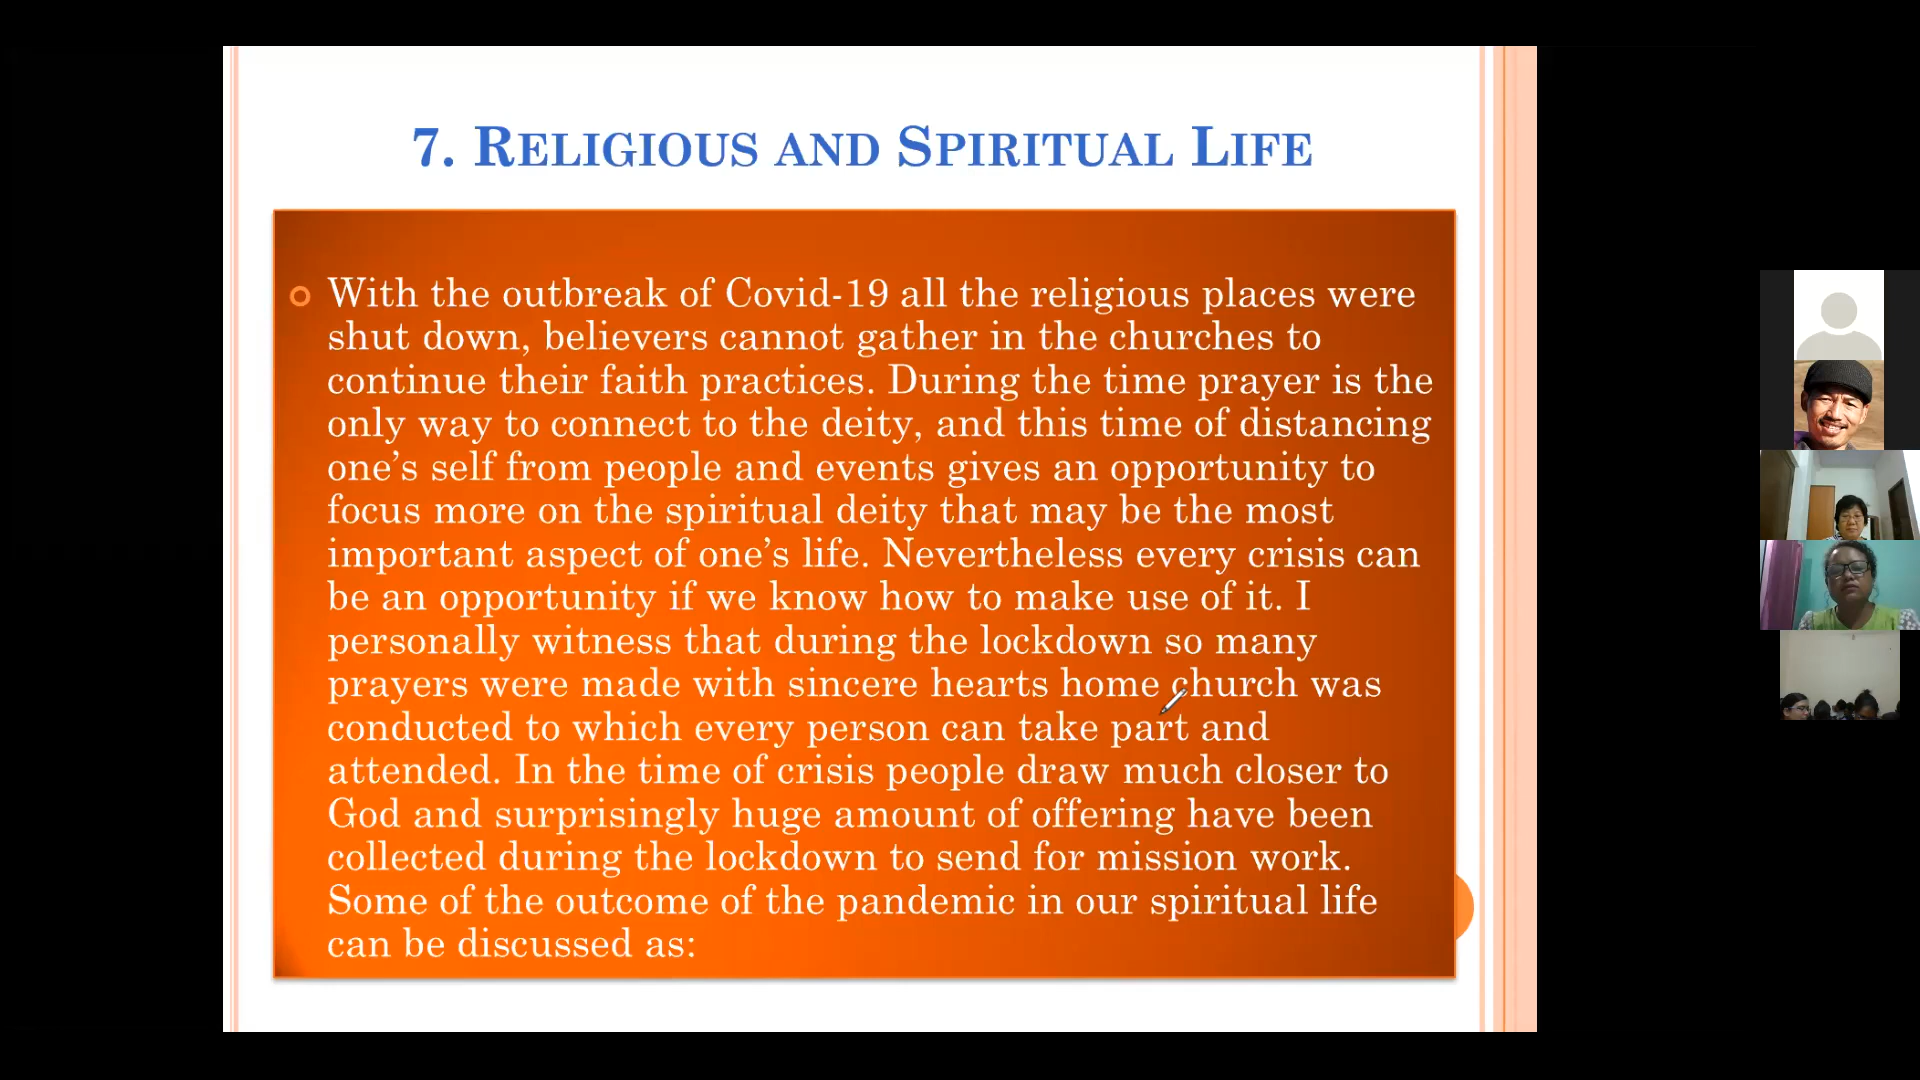 7. Religious and Spiritual Life
With the outbreak of Covid-19 all the religious places were
shut down, believers cannot gather in the churches to
continue their faith practices. During the time prayer is the
only way to connect to the deity, and this time of distancing
one’s self from people and events gives an opportunity to
focus more on the spiritual deity that may be the most
important aspect of one’s life. Nevertheless every crisis can
be an opportunity if we know how to make use of it. I
personally witness that during the lockdown so many
prayers were made with sincere hearts home church was
conducted to which every person can take part and
attended. In the time of crisis people draw much closer to
God and surprisingly huge amount of offering have been
collected during the lockdown to send for mission work.
Some of the outcome of the pandemic in our spiritual life
can be discussed as: